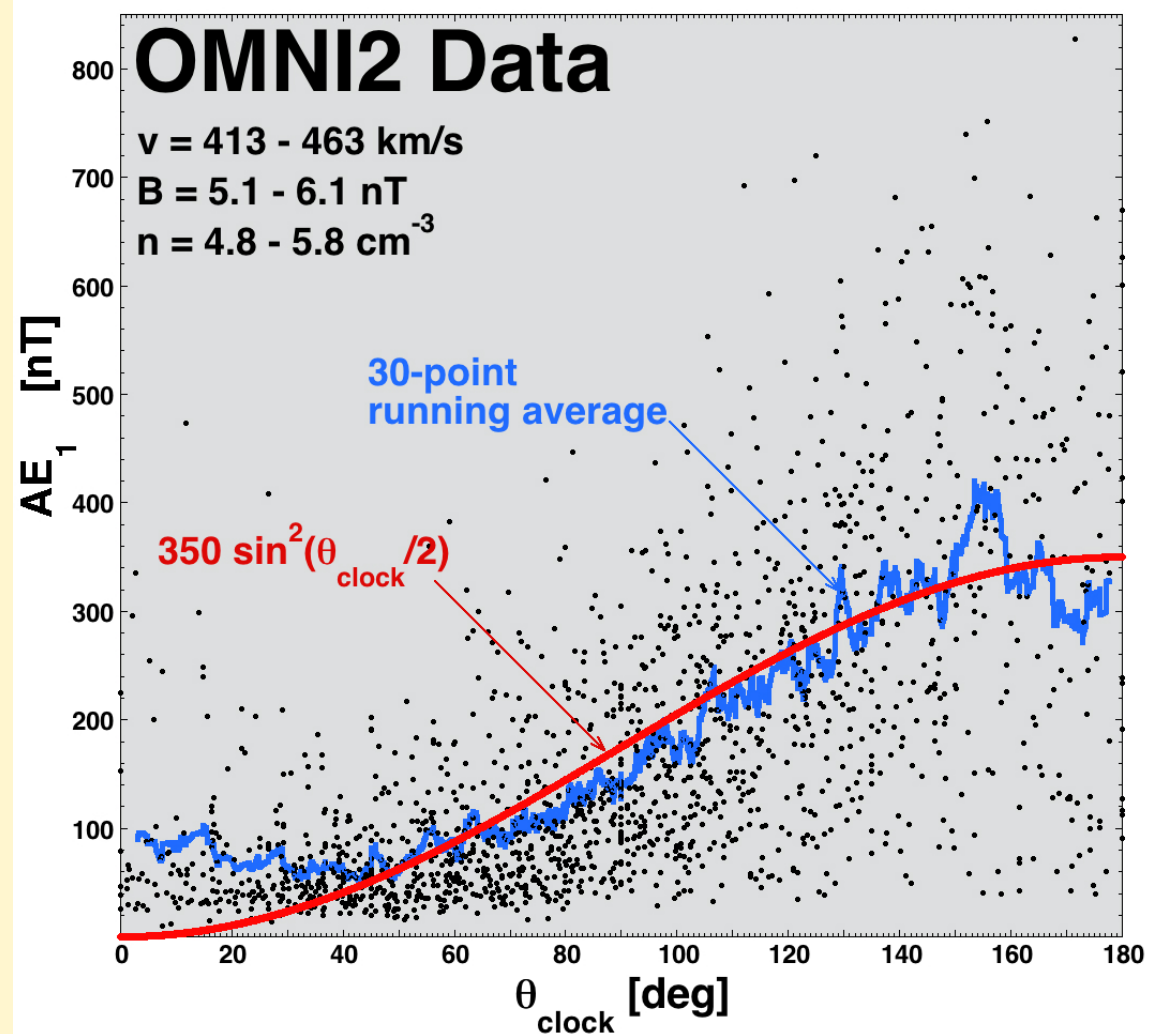 OMNI2 Data
v = 413 - 463 km/s
B = 5.1 - 6.1 nT
n = 4.8 - 5.8 cm⁻³
30-point
running average
350 sin²(θ_clock/2)
AE₁ [nT]
800
700
600
500
400
300
200
100
0 20 40 60 80 100 120 140 160 180
θ_clock [deg]